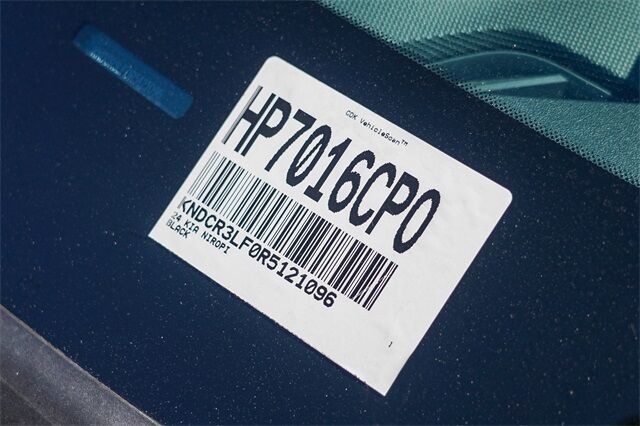 CDK VehicleScan™
HP7016CPO
KNDCR3LF0R5121096
24 KIA NIROPI
BLACK
1